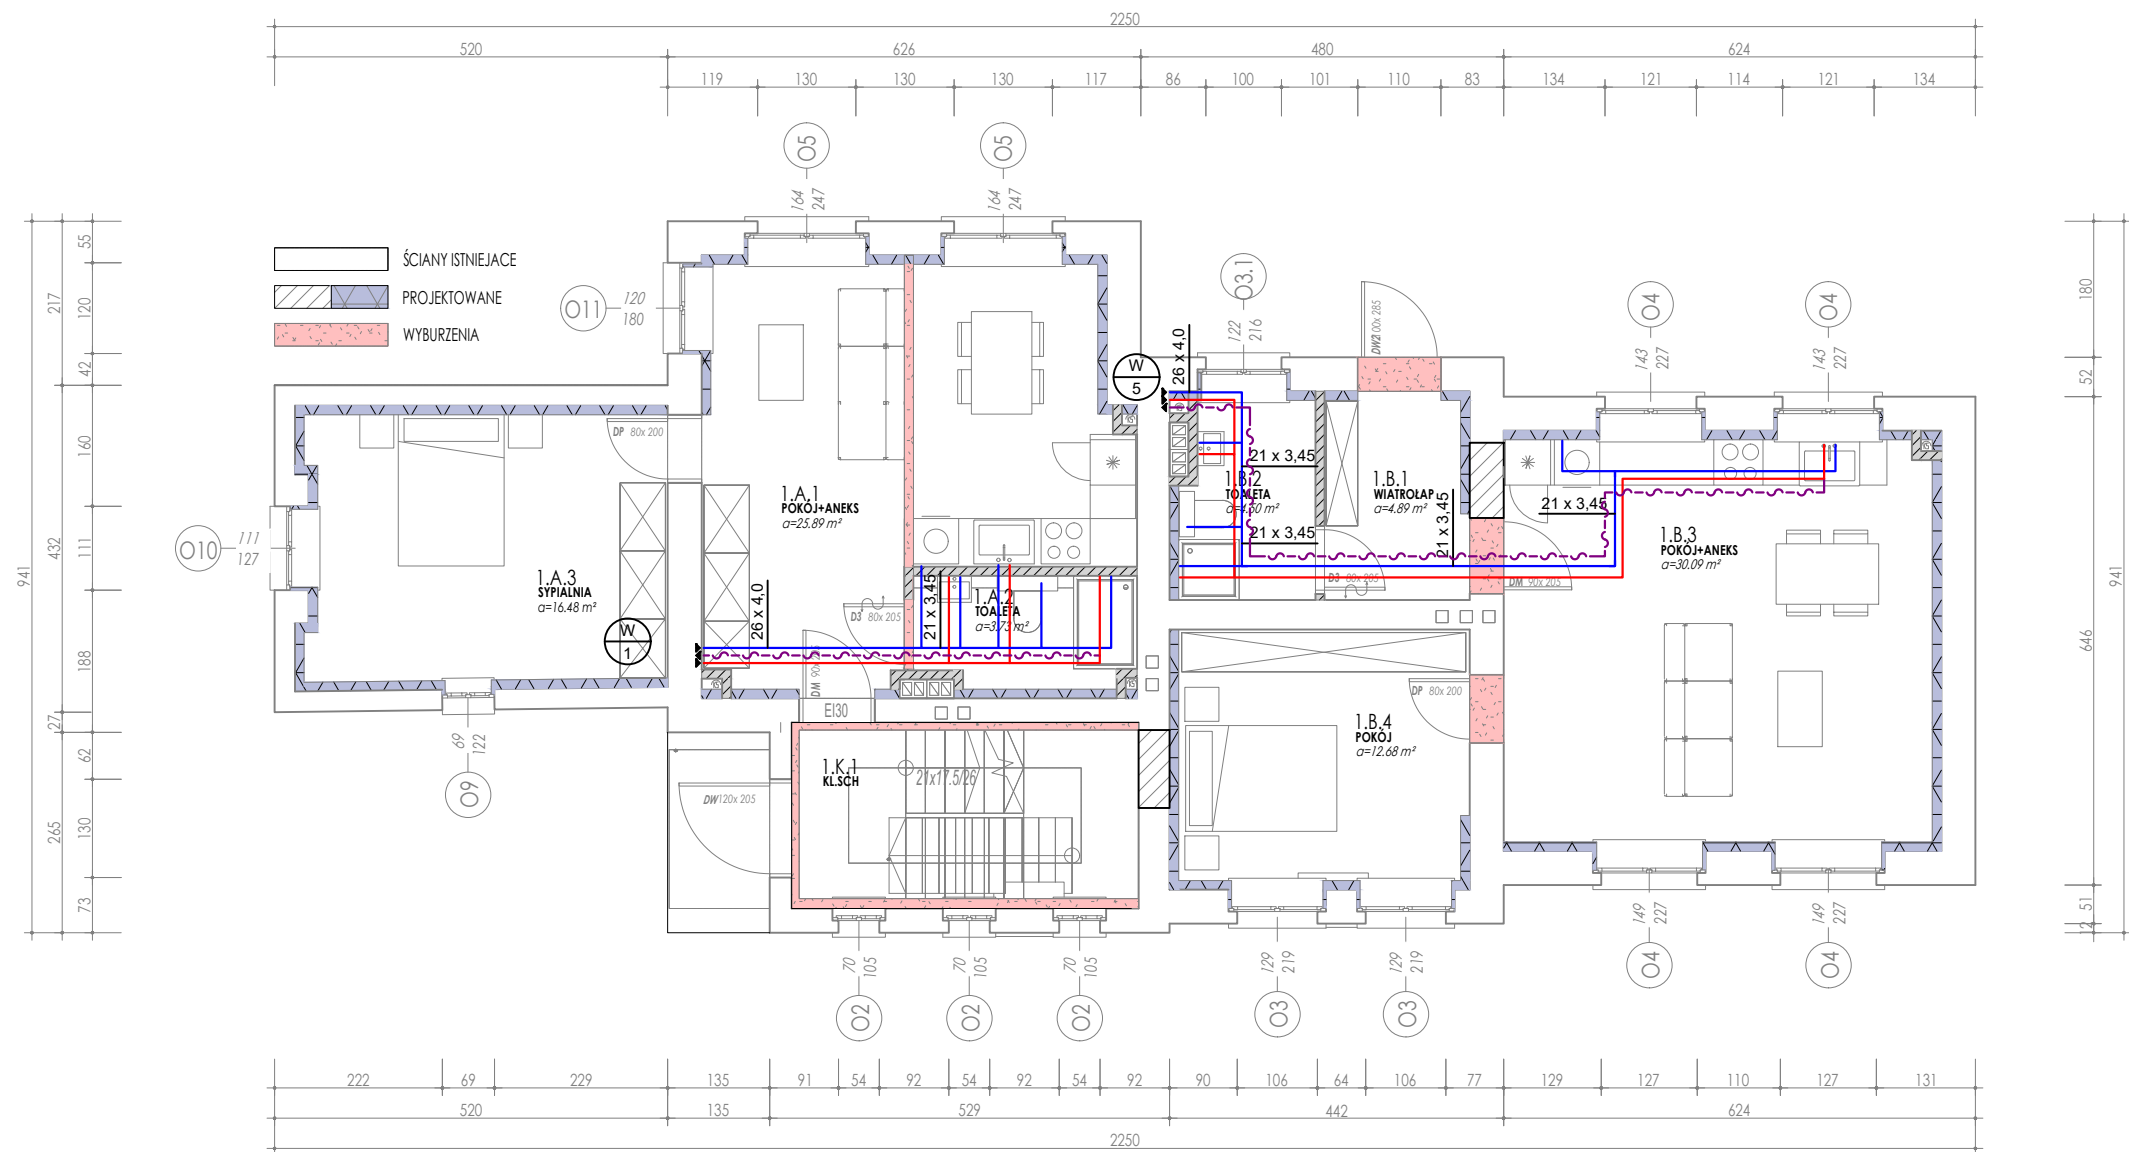 2250
520 626 480 624
119 130 130 130 117 86 100 101 110 83 134 121 114 121 134
O5 O5
164 247 164 247
ŚCIANY ISTNIEJACE
PROJEKTOWANE
WYBURZENIA
O11 120 180
O3.1 122 216
O4 143 227
O4 143 227
DW2 100x 285
W 5
26 x 4,0
941
217 432 27 265
55 120 42 160 111 188 62 130 73
DP 80x 200
1.A.1
POKÓJ+ANEKS
a=25.89 m²
21 x 3,45
1.B.2
TOALETA
21 x 3,45
1.B.1
WIATROŁAP
a=4.89 m²
21 x 3,45
21 x 3,45
1.B.3
POKÓJ+ANEKS
a=30.09 m²
O10 111 127
1.A.3
SYPIALNIA
a=16.48 m²
W 1
26 x 4,0
D3 80x 205
21 x 3,45
1.A.2
TOALETA
a=3.73 m²
D3 80x 205
DM 90x 205
DM 90x 205
EI30
O9 69 122
DW 120x 205
1.K.1
KL.SCH
21x17.5/26
1.B.4
POKÓJ
a=12.68 m²
DP 80x 200
180 52 646 51 12
941
70 105 70 105 70 105
O2 O2 O2
129 219 129 219
O3 O3
149 227 149 227
O4 O4
222 69 229 135 91 54 92 54 92 54 92 90 106 64 106 77 129 127 110 127 131
520 135 529 442 624
2250